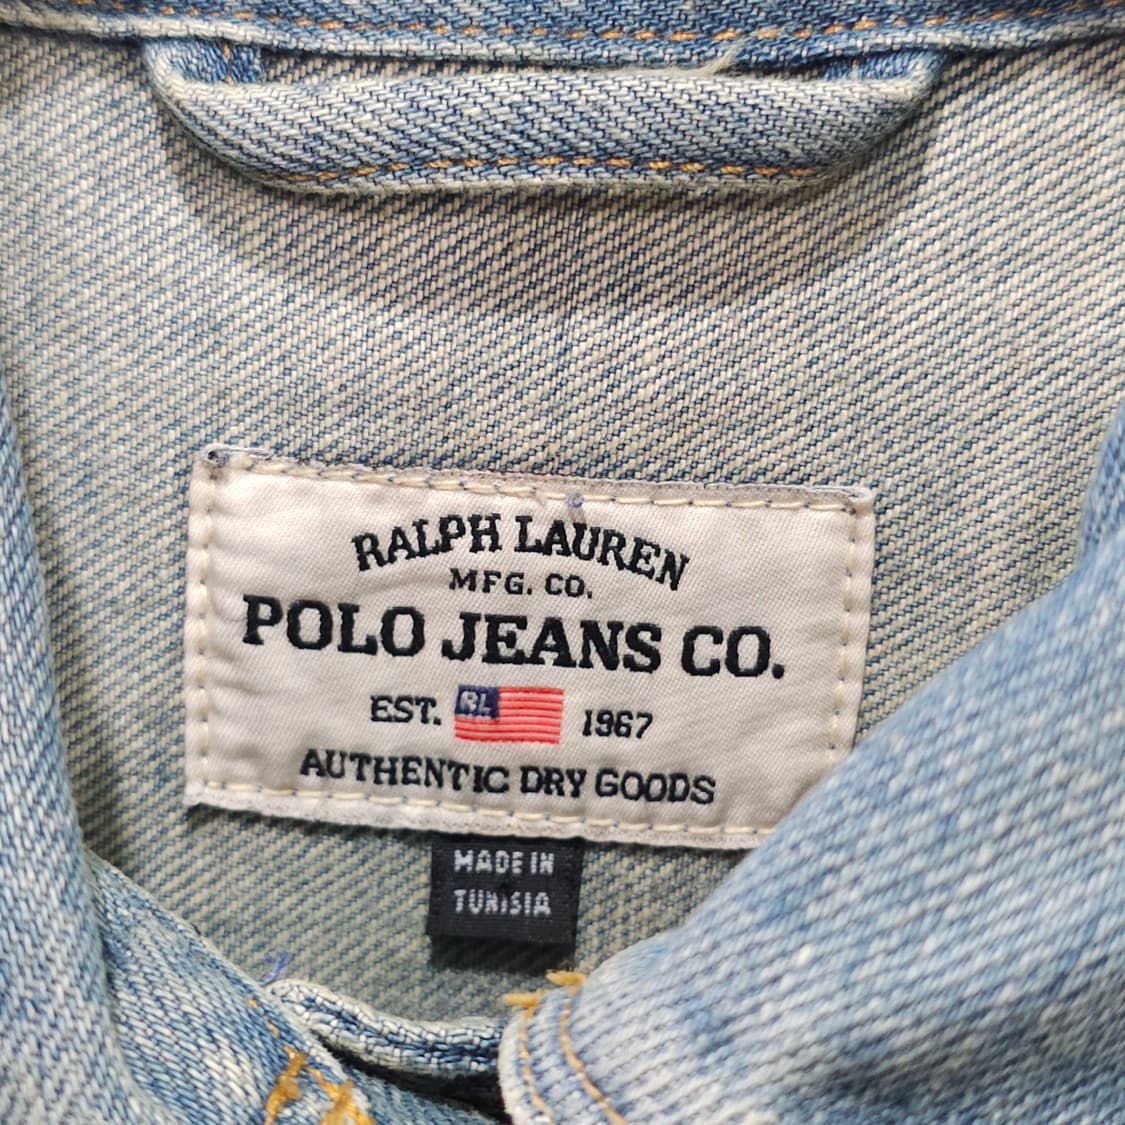 RALPH LAUREN
MFG. CO.
POLO JEANS CO.
EST. RL 1967
AUTHENTIC DRY GOODS
MADE IN
TUNISIA